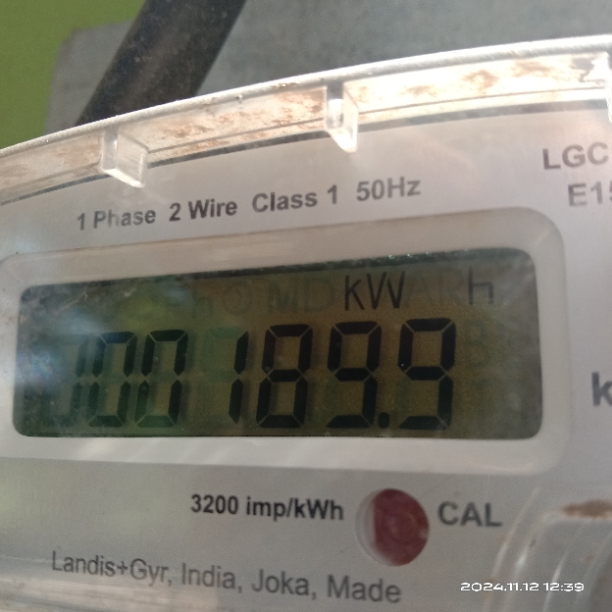 LGC
E15
1 Phase 2 Wire Class 1 50Hz
kWh
000189.9
k
3200 imp/kWh CAL
Landis+Gyr, India, Joka, Made
2024.11.12 12:39